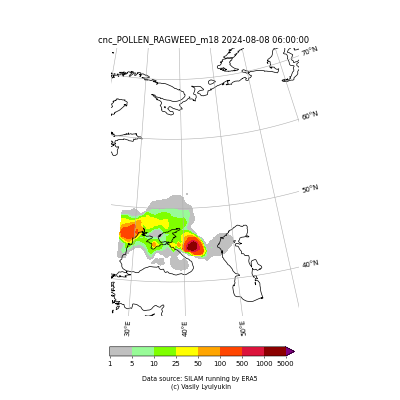 cnc_POLLEN_RAGWEED_m18 2024-08-08 06:00:00
70°N
60°N
50°N
40°N
30°E 40°E 50°E
1 5 10 25 50 100 500 1000 5000
Data source: SILAM running by ERA5
(c) Vasily Lyulyukin